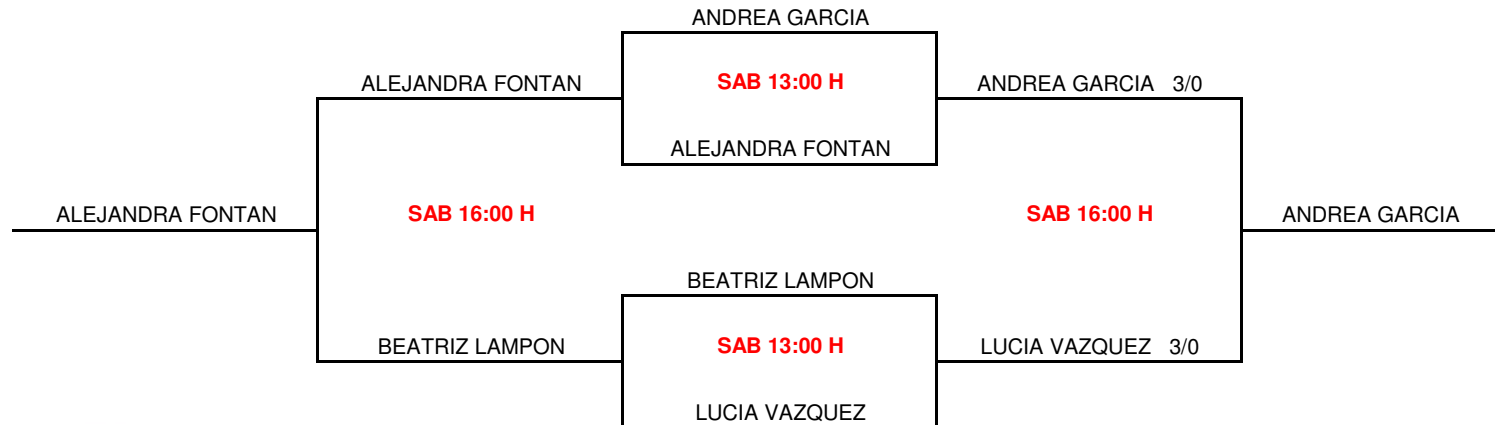 ANDREA GARCIA
ALEJANDRA FONTAN SAB 13:00 H ANDREA GARCIA 3/0
ALEJANDRA FONTAN
ALEJANDRA FONTAN SAB 16:00 H SAB 16:00 H ANDREA GARCIA
BEATRIZ LAMPON
BEATRIZ LAMPON SAB 13:00 H LUCIA VAZQUEZ 3/0
LUCIA VAZQUEZ